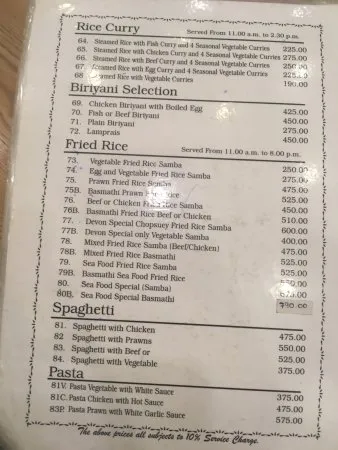 Rice Curry Served From 11.00 a.m. to 2.30 p.m.
64. Steamed Rice with Fish Curry and 4 Seasonal Vegetable Curries 225.00
65. Steamed Rice with Chicken Curry and 4 Seasonal Vegetable Curries 275.00
66. Steamed Rice with Beef Curry and 4 Seasonal Vegetable Curries 250.00
67. Steamed Rice with Egg Curry and 4 Seasonal Vegetable Curries
68 Steamed Rice with Vegetable Curries 190.00
Biriyani Selection
69. Chicken Biriyani with Boiled Egg 425.00
70. Fish or Beef Biriyani 450.00
71. Plain Biriyani 275.00
72. Lamprais 450.00
Fried Rice Served From 11.00 a.m. to 8.00 p.m.
73. Vegetable Fried Rice Samba 250.00
74. Egg and Vegetable Fried Rice Samba 275.00
75. Prawn Fried Rice Samba 475.00
75B. Basmathi Prawn Fried Rice 525.00
76. Beef or Chicken Fried Rice Samba 450.00
76B. Basmathi Fried Rice Beef or Chicken 510.00
77. Devon Special Chopsuey Fried Rice Samba 600.00
77B. Devon Special only Vegetable Samba 400.00
78. Mixed Fried Rice Samba (Beef/Chicken) 475.00
78B. Mixed Fried Rice Basmathi 525.00
79. Sea Food Fried Rice Samba 525.00
79B. Basmathi Sea Food Fried Rice
80. Sea Food Special (Samba) 675.00
80B. Sea Food Special Basmathi 730.00
Spaghetti
81. Spaghetti with Chicken 475.00
82 Spaghetti with Prawns 550.00
83. Spaghetti with Beef or 525.00
84. Spaghetti with Vegetable 375.00
Pasta
81V. Pasta Vegetable with White Sauce 375.00
81C. Pasta Chicken with Hot Sauce 475.00
83P. Pasta Prawn with White Garlic Sauce 575.00
The above prices all subjects to 10% Service Charge.